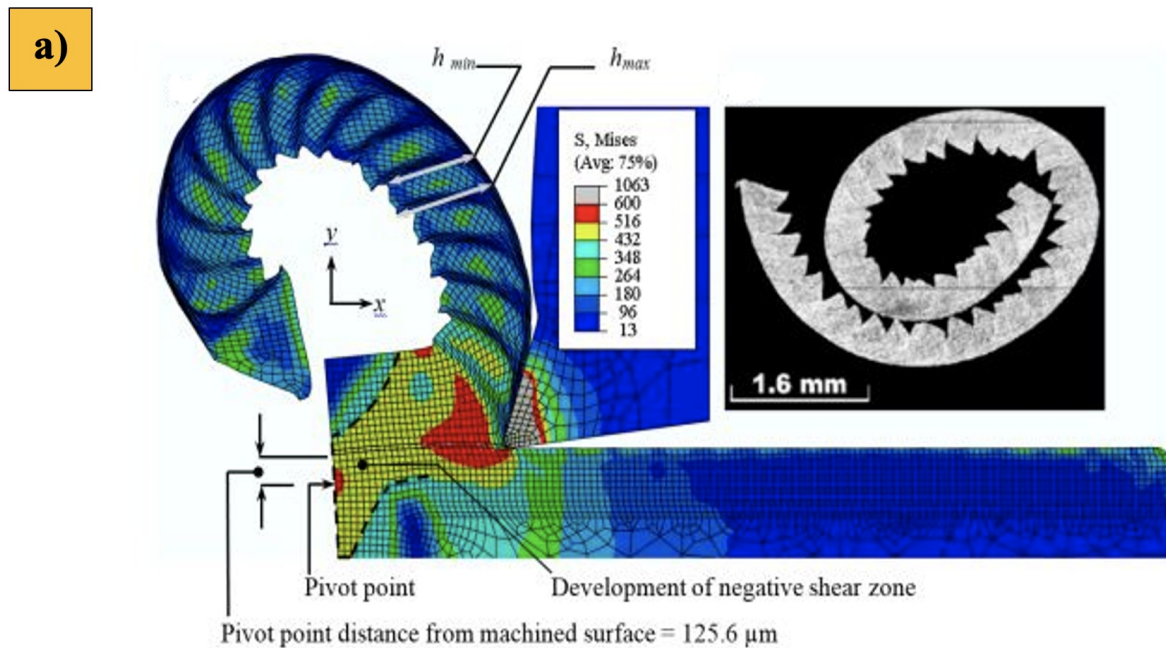 a)
h min
hmax
S, Mises
(Avg: 75%)
1063
600
516
432
348
264
180
96
13
y
x
1.6 mm
Pivot point
Development of negative shear zone
Pivot point distance from machined surface = 125.6 µm